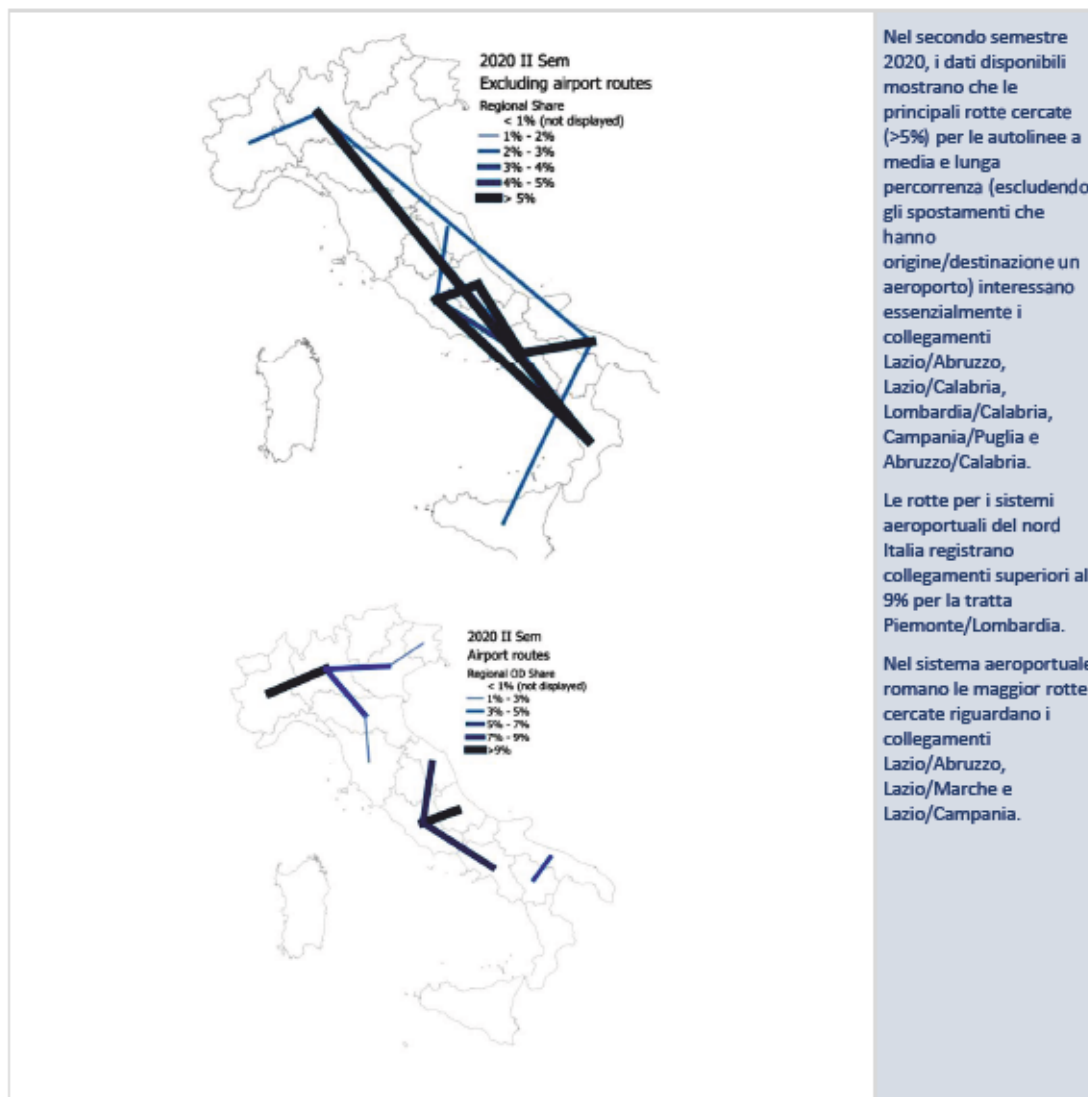 2020 II Sem
Excluding airport routes
Regional Share
< 1% (not displayed)
1% - 2%
2% - 3%
3% - 4%
4% - 5%
> 5%
2020 II Sem
Airport routes
Regional OD Share
< 1% (not displayed)
1% - 3%
3% - 5%
5% - 7%
7% - 9%
>9%
Nel secondo semestre
2020, i dati disponibili
mostrano che le
principali rotte cercate
(>5%) per le autolinee a
media e lunga
percorrenza (escludendo
gli spostamenti che
hanno
origine/destinazione un
aeroporto) interessano
essenzialmente i
collegamenti
Lazio/Abruzzo,
Lazio/Calabria,
Lombardia/Calabria,
Campania/Puglia e
Abruzzo/Calabria.
Le rotte per i sistemi
aeroportuali del nord
Italia registrano
collegamenti superiori al
9% per la tratta
Piemonte/Lombardia.
Nel sistema aeroportuale
romano le maggior rotte
cercate riguardano i
collegamenti
Lazio/Abruzzo,
Lazio/Marche e
Lazio/Campania.